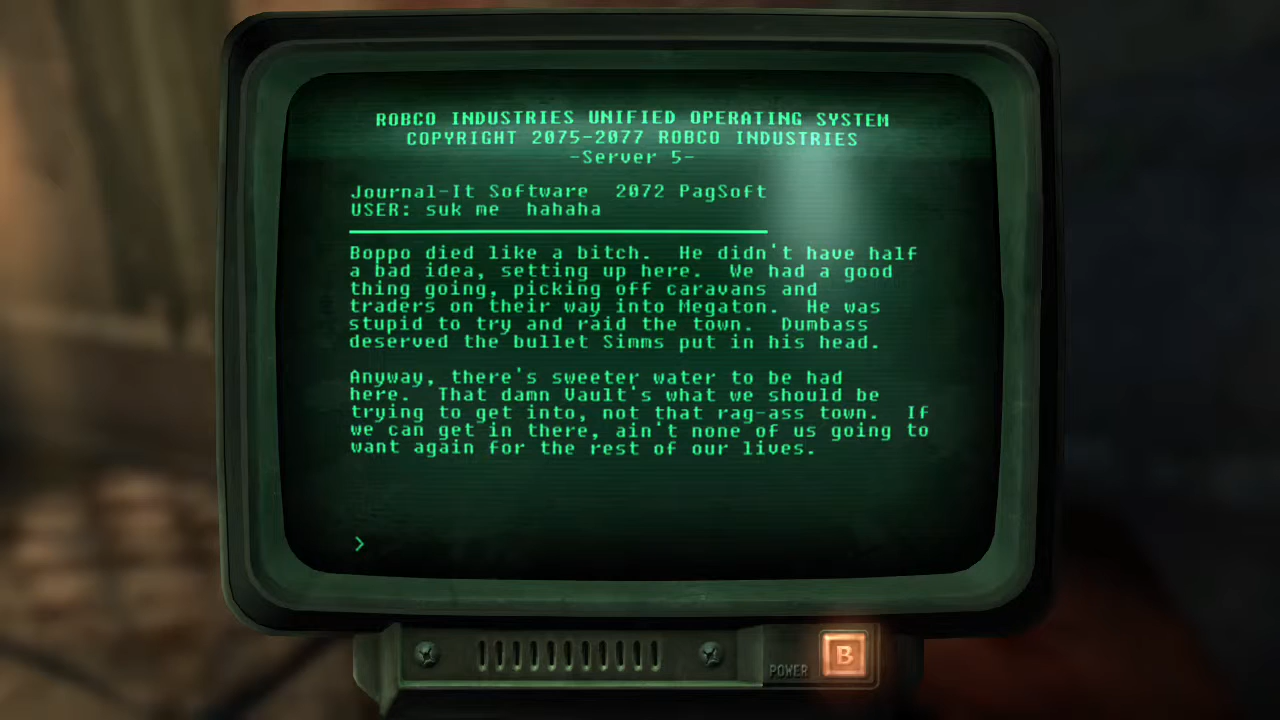 ROBCO INDUSTRIES UNIFIED OPERATING SYSTEM
COPYRIGHT 2075-2077 ROBCO INDUSTRIES
-Server 5-
Journal-It Software  2072 PagSoft
USER: suk me  hahaha
Boppo died like a bitch.  He didn't have half
a bad idea, setting up here.  We had a good
thing going, picking off caravans and
traders on their way into Megaton.  He was
stupid to try and raid the town.  Dumbass
deserved the bullet Simms put in his head.
Anyway, there's sweeter water to be had
here.  That damn Vault's what we should be
trying to get into, not that rag-ass town.  If
we can get in there, ain't none of us going to
want again for the rest of our lives.
>
POWER B